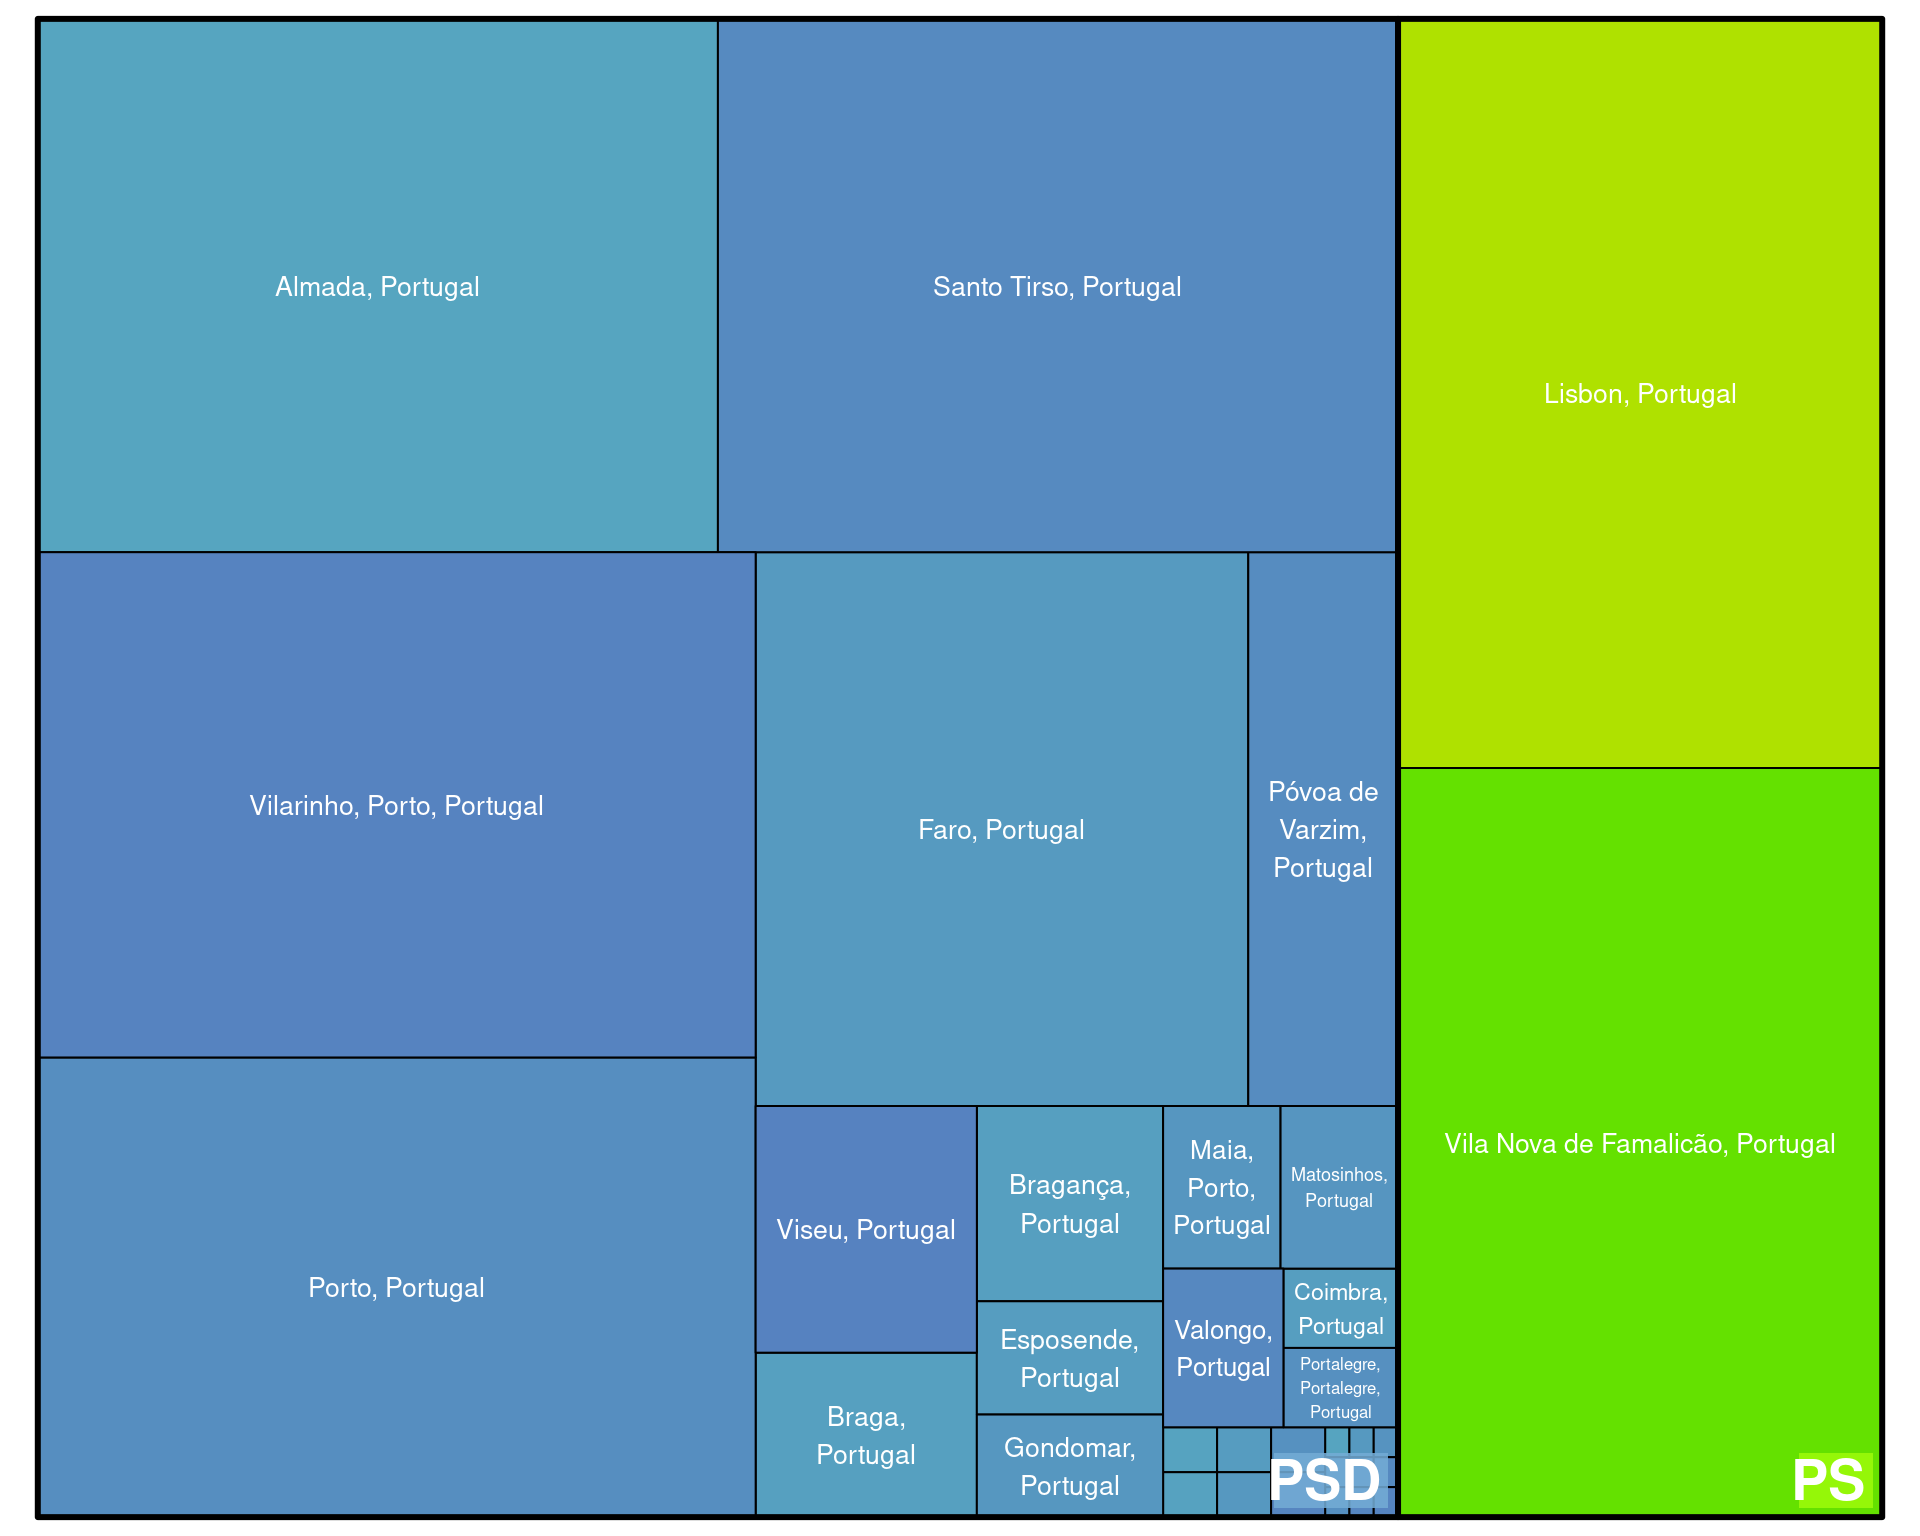 Almada, Portugal
Santo Tirso, Portugal
Lisbon, Portugal
Vilarinho, Porto, Portugal
Faro, Portugal
Póvoa de
Varzim,
Portugal
Vila Nova de Famalicão, Portugal
Porto, Portugal
Viseu, Portugal
Bragança,
Portugal
Maia,
Porto,
Portugal
Matosinhos,
Portugal
Esposende,
Portugal
Valongo,
Portugal
Coimbra,
Portugal
Portalegre,
Portalegre,
Portugal
Braga,
Portugal
Gondomar,
Portugal
PSD
PS